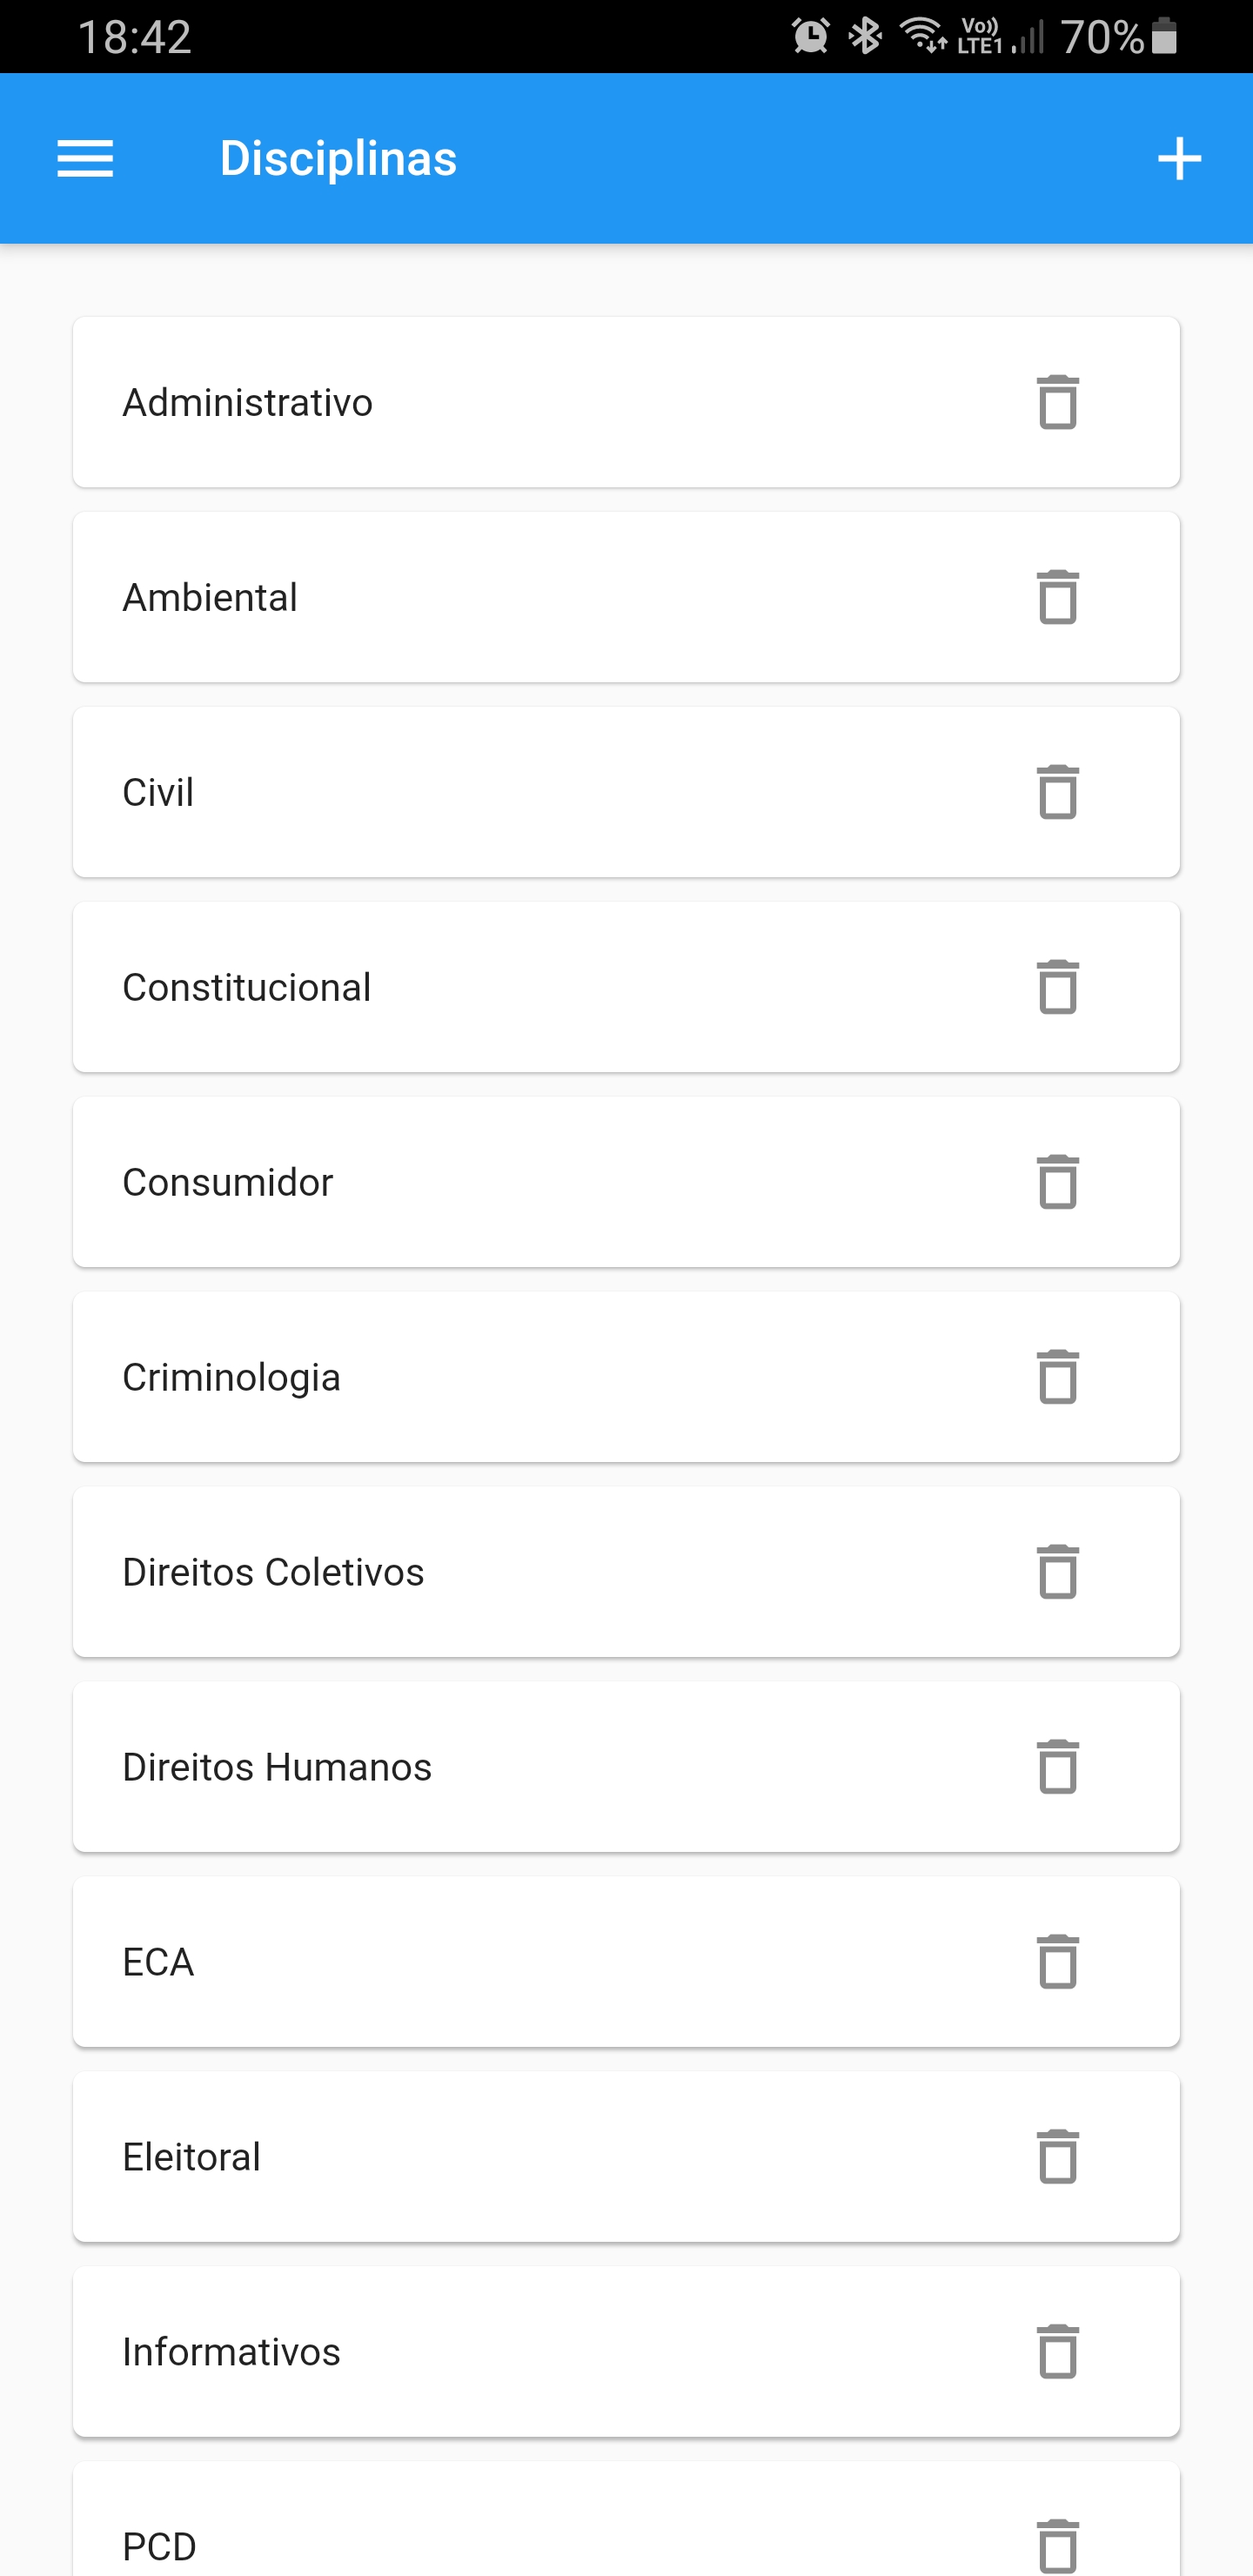 18:42 Vo)) LTE1 70%
Disciplinas
Administrativo
Ambiental
Civil
Constitucional
Consumidor
Criminologia
Direitos Coletivos
Direitos Humanos
ECA
Eleitoral
Informativos
PCD